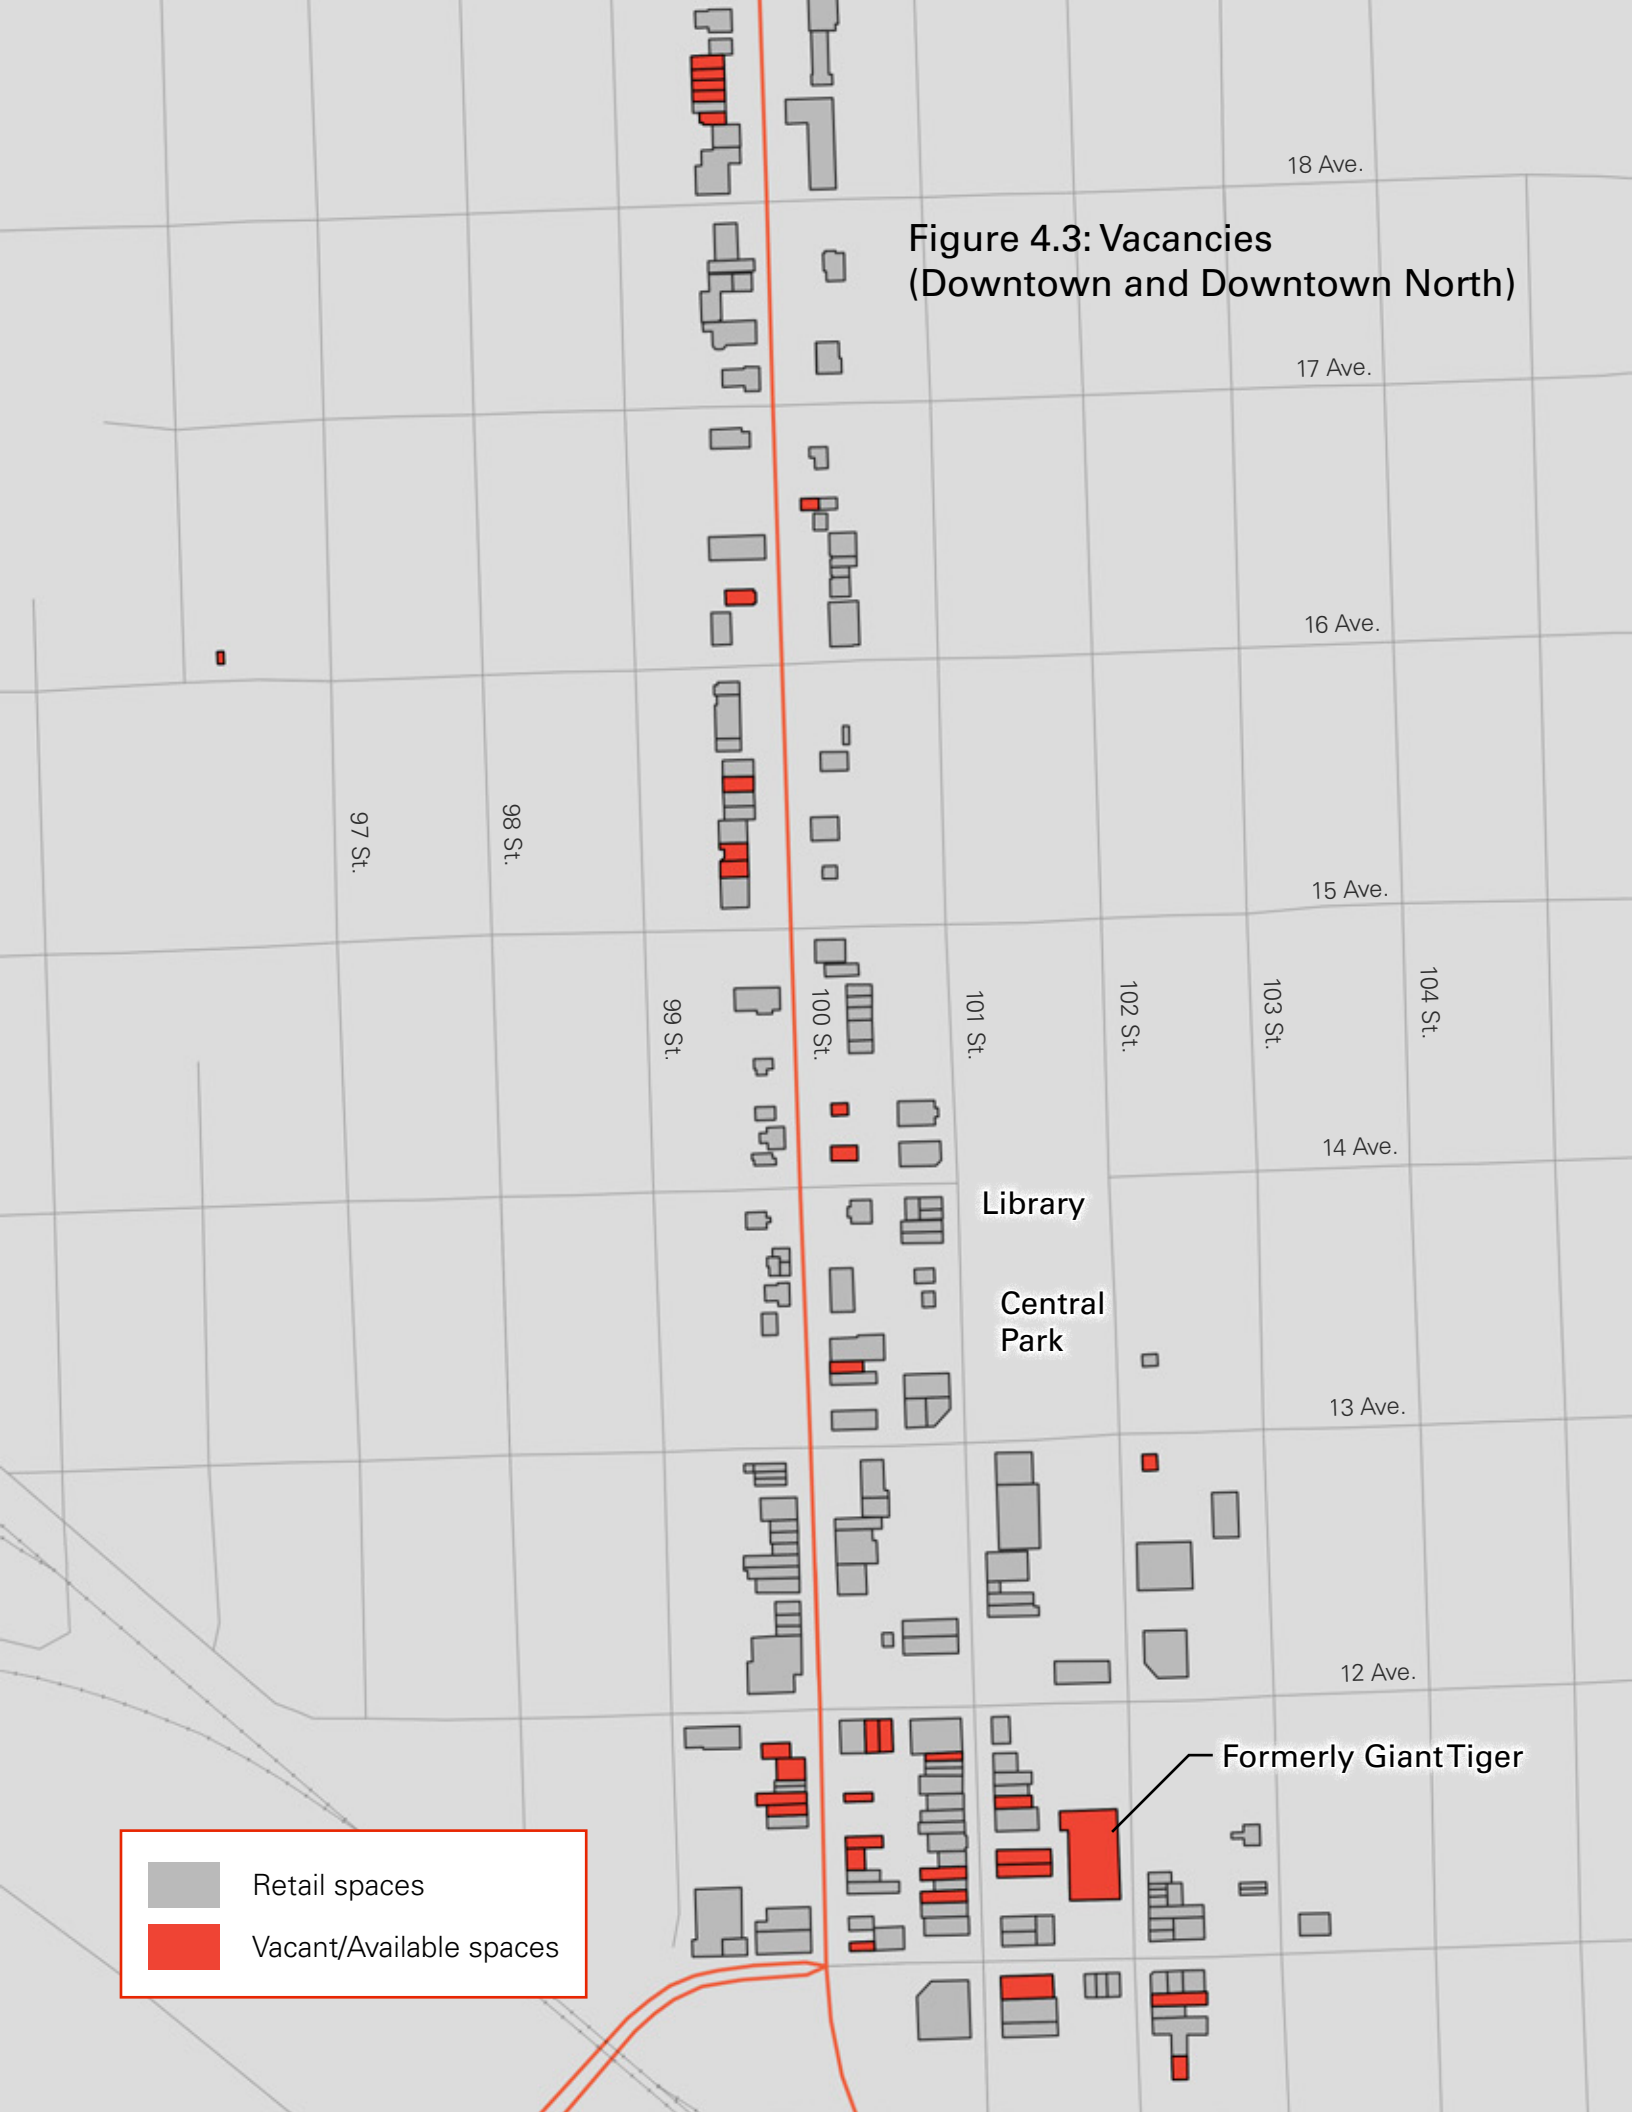 18 Ave.
Figure 4.3: Vacancies
(Downtown and Downtown North)
17 Ave.
16 Ave.
97 St.
98 St.
15 Ave.
99 St.
100 St.
101 St.
102 St.
103 St.
104 St.
14 Ave.
Library
Central
Park
13 Ave.
12 Ave.
Formerly Giant Tiger
Retail spaces
Vacant/Available spaces